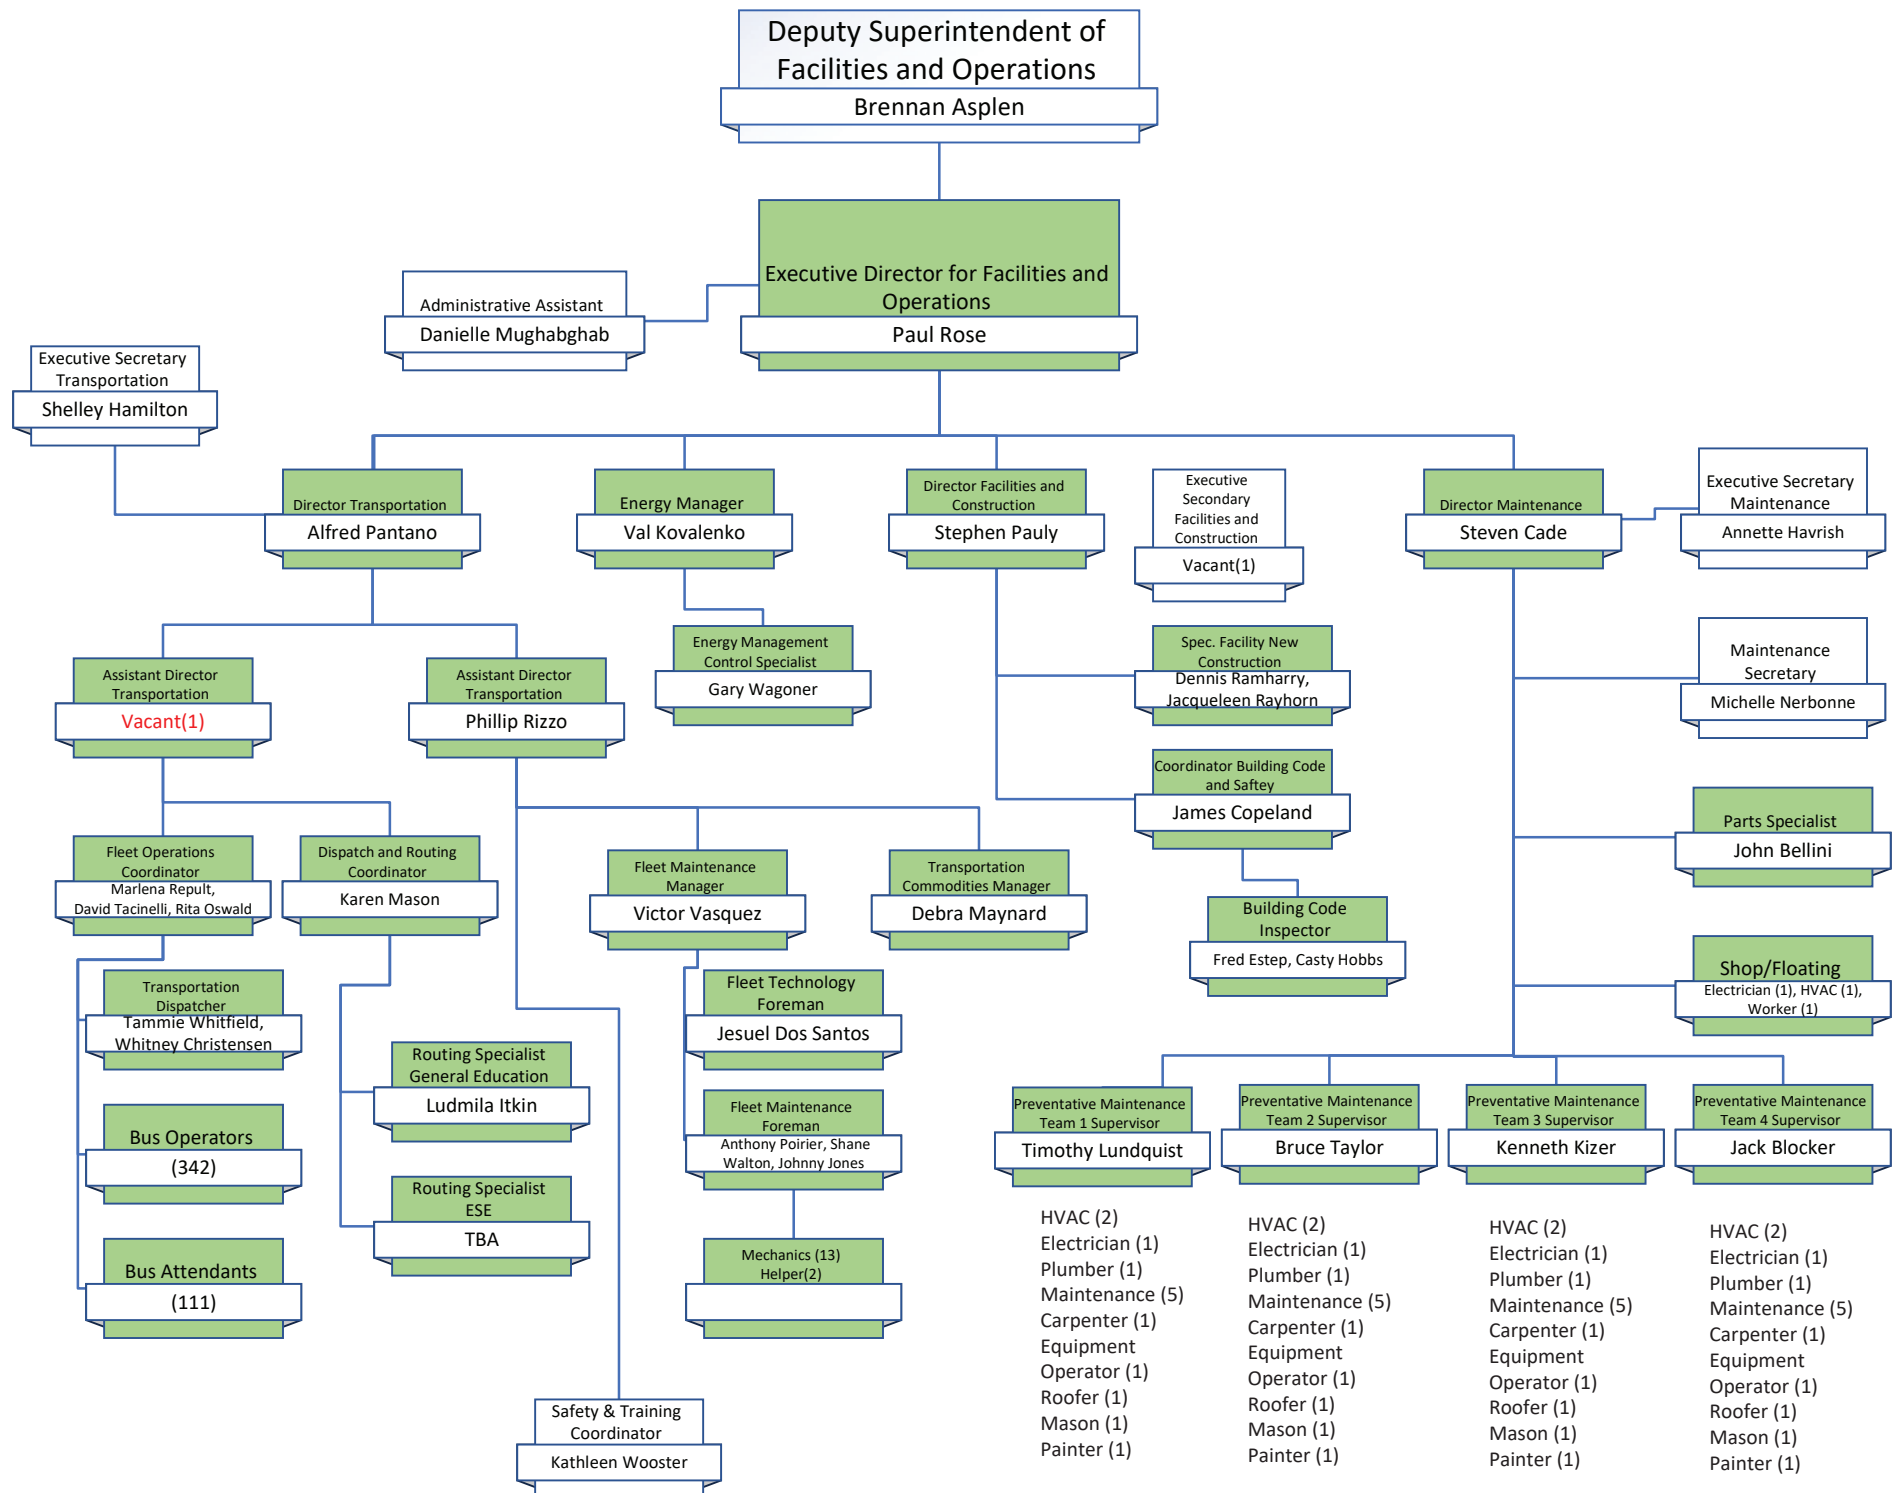 Deputy Superintendent of
Facilities and Operations
Brennan Asplen
Executive Director for Facilities and
Operations
Paul Rose
Administrative Assistant
Danielle Mughabghab
Executive Secretary
Transportation
Shelley Hamilton
Director Transportation
Alfred Pantano
Energy Manager
Val Kovalenko
Director Facilities and
Construction
Stephen Pauly
Executive
Secondary
Facilities and
Construction
Vacant(1)
Director Maintenance
Steven Cade
Executive Secretary
Maintenance
Annette Havrish
Assistant Director
Transportation
Vacant(1)
Assistant Director
Transportation
Phillip Rizzo
Energy Management
Control Specialist
Gary Wagoner
Spec. Facility New
Construction
Dennis Ramharry,
Jacqueleen Rayhorn
Maintenance
Secretary
Michelle Nerbonne
Coordinator Building Code
and Saftey
James Copeland
Parts Specialist
John Bellini
Fleet Operations
Coordinator
Marlena Repult,
David Tacinelli, Rita Oswald
Dispatch and Routing
Coordinator
Karen Mason
Fleet Maintenance
Manager
Victor Vasquez
Transportation
Commodities Manager
Debra Maynard
Building Code
Inspector
Fred Estep, Casty Hobbs
Shop/Floating
Electrician (1), HVAC (1),
Worker (1)
Transportation
Dispatcher
Tammie Whitfield,
Whitney Christensen
Fleet Technology
Foreman
Jesuel Dos Santos
Routing Specialist
General Education
Ludmila Itkin
Bus Operators
(342)
Fleet Maintenance
Foreman
Anthony Poirier, Shane
Walton, Johnny Jones
Routing Specialist
ESE
TBA
Bus Attendants
(111)
Mechanics (13)
Helper(2)
Safety & Training
Coordinator
Kathleen Wooster
Preventative Maintenance
Team 1 Supervisor
Timothy Lundquist
Preventative Maintenance
Team 2 Supervisor
Bruce Taylor
Preventative Maintenance
Team 3 Supervisor
Kenneth Kizer
Preventative Maintenance
Team 4 Supervisor
Jack Blocker
HVAC (2)
Electrician (1)
Plumber (1)
Maintenance (5)
Carpenter (1)
Equipment
Operator (1)
Roofer (1)
Mason (1)
Painter (1)
HVAC (2)
Electrician (1)
Plumber (1)
Maintenance (5)
Carpenter (1)
Equipment
Operator (1)
Roofer (1)
Mason (1)
Painter (1)
HVAC (2)
Electrician (1)
Plumber (1)
Maintenance (5)
Carpenter (1)
Equipment
Operator (1)
Roofer (1)
Mason (1)
Painter (1)
HVAC (2)
Electrician (1)
Plumber (1)
Maintenance (5)
Carpenter (1)
Equipment
Operator (1)
Roofer (1)
Mason (1)
Painter (1)